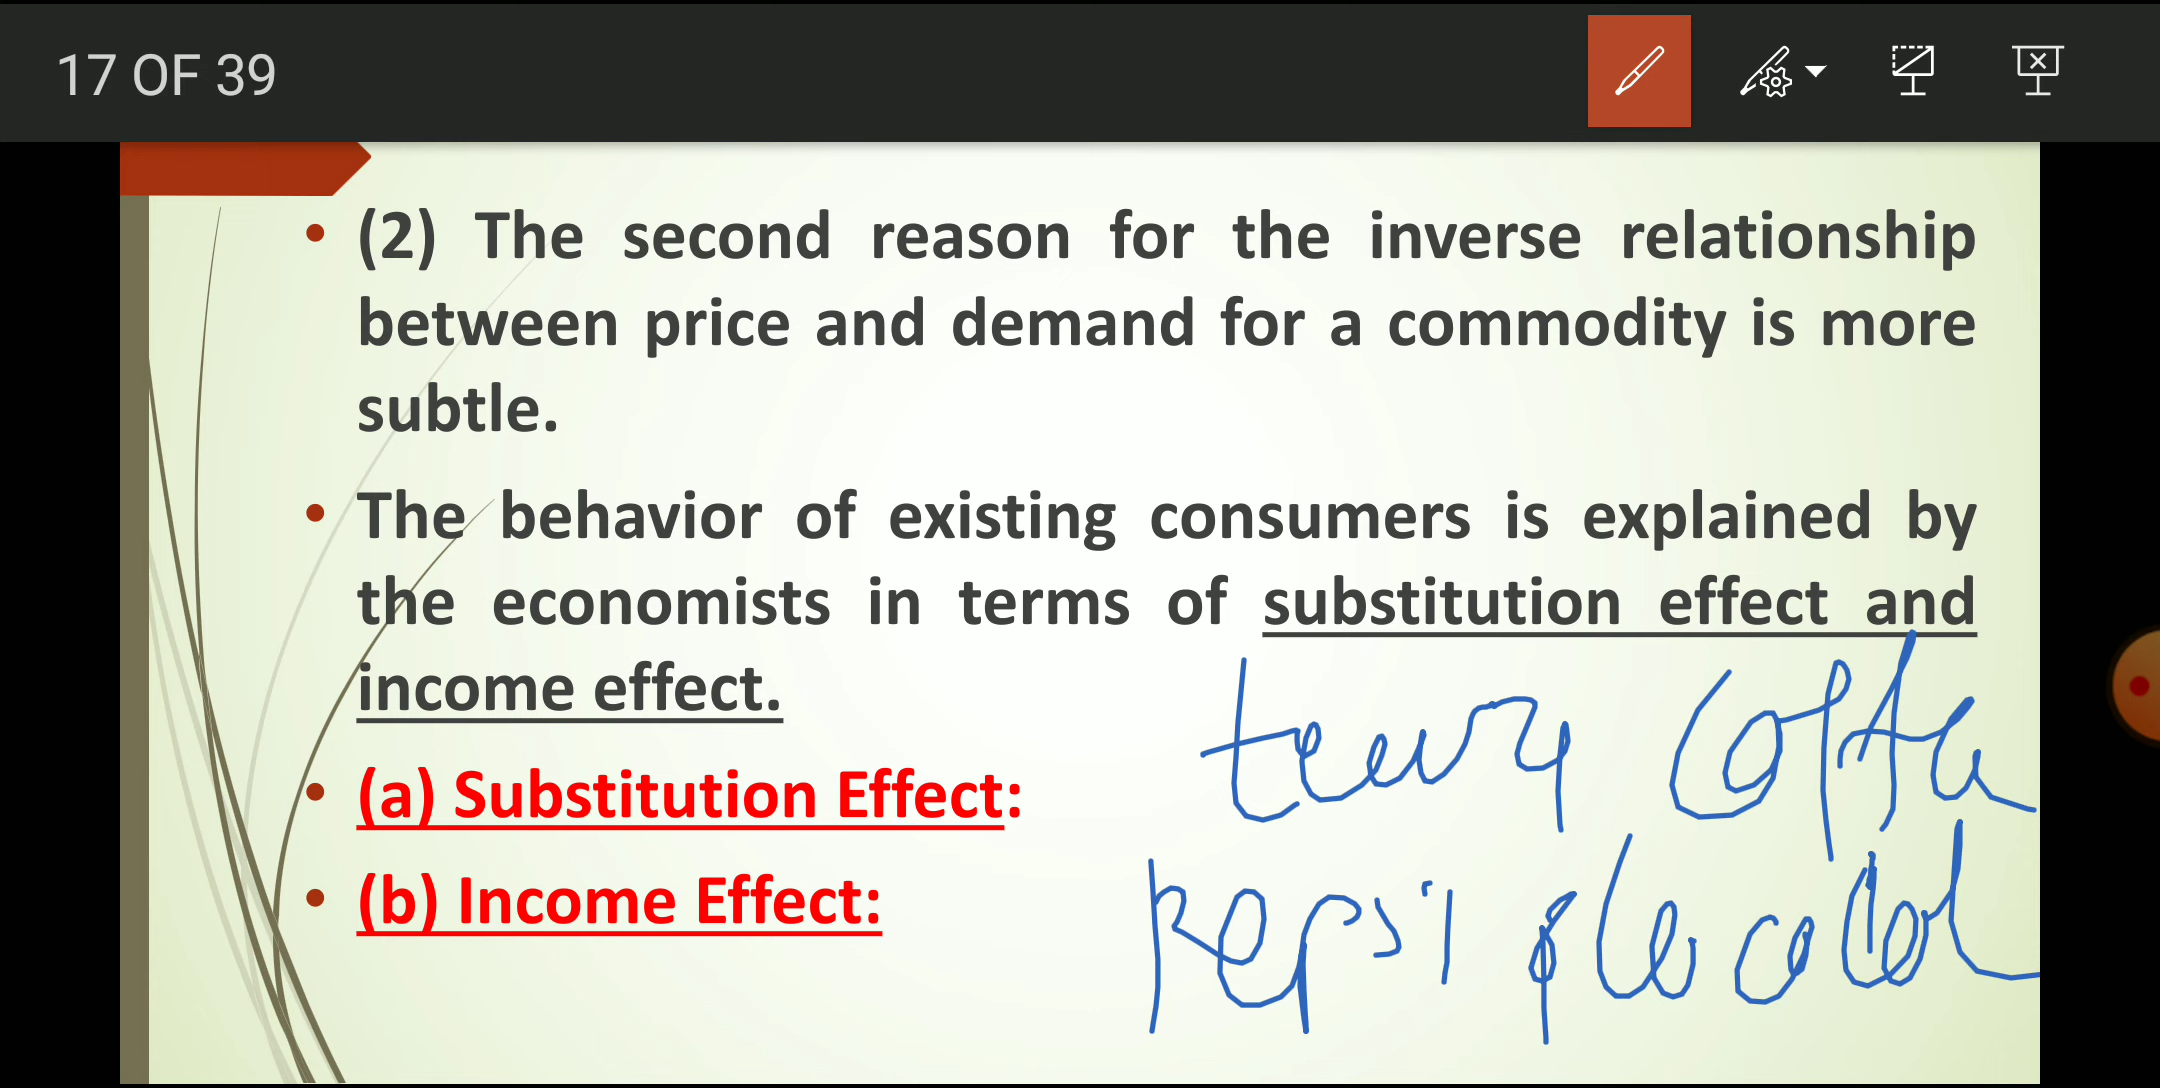 17 OF 39
• (2) The second reason for the inverse relationship
between price and demand for a commodity is more
subtle.
• The behavior of existing consumers is explained by
the economists in terms of substitution effect and
income effect.
• (a) Substitution Effect:
• (b) Income Effect:
Pepsi